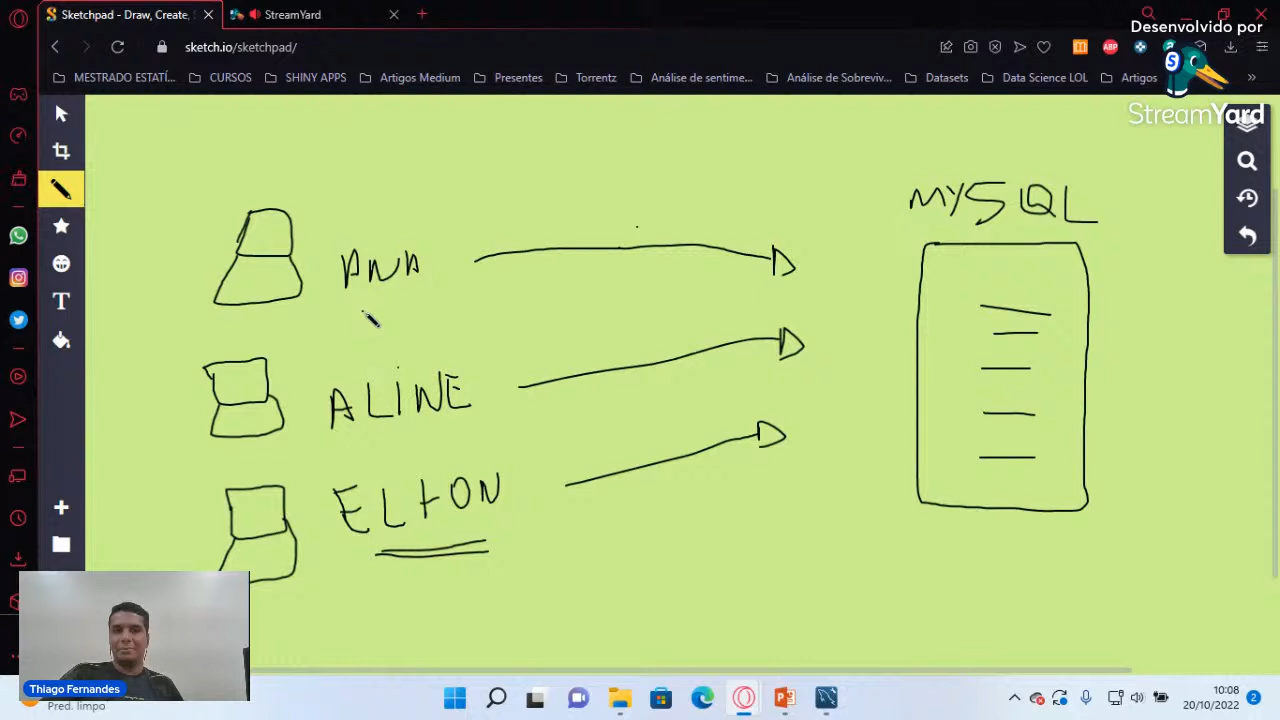 Sketchpad - Draw, Create,
StreamYard
Desenvolvido por
sketch.io/sketchpad/
ABP
MESTRADO ESTATÍ...
CURSOS
SHINY APPS
Artigos Medium
Presentes
Torrentz
Análise de sentime...
Análise de Sobreviv...
Datasets
Data Science LOL
Artigos
StreamYard
MYSQL
ANA
ALiNE
ELtON
Thiago Fernandes
Pred. limpo
10:08
20/10/2022
2